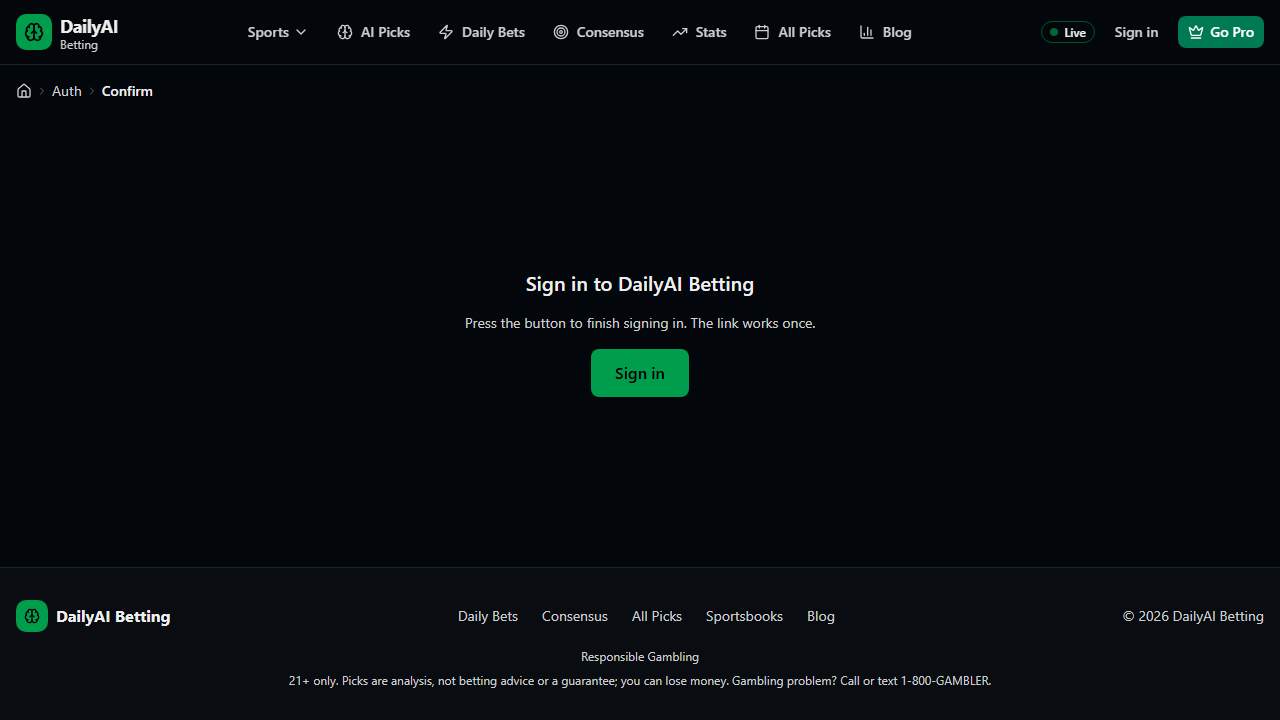 DailyAI
Betting
Sports
AI Picks
Daily Bets
Consensus
Stats
All Picks
Blog
Live
Sign in
Go Pro
Auth
Confirm
Sign in to DailyAI Betting
Press the button to finish signing in. The link works once.
Sign in
DailyAI Betting
Daily Bets
Consensus
All Picks
Sportsbooks
Blog
© 2026 DailyAI Betting
Responsible Gambling
21+ only. Picks are analysis, not betting advice or a guarantee; you can lose money. Gambling problem? Call or text 1-800-GAMBLER.